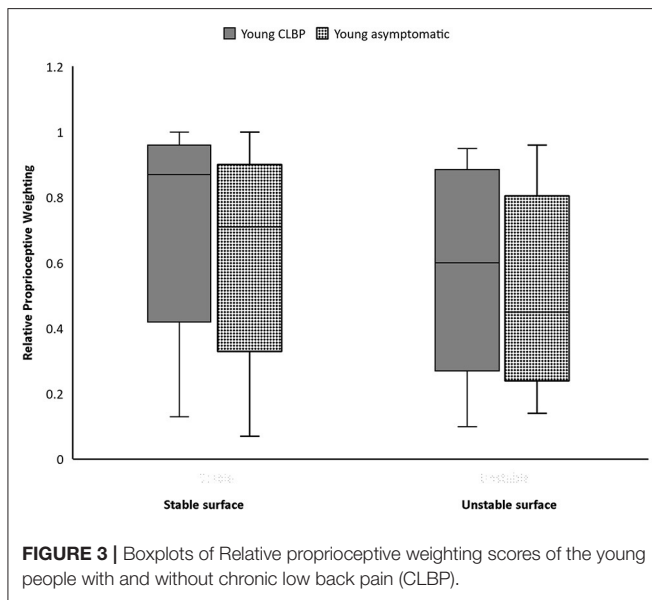 Young CLBP Young asymptomatic
1.2
1
0.8
0.6
0.4
0.2
0
Relative Proprioceptive Weighting
Unstable
Stable surface Unstable surface
FIGURE 3 | Boxplots of Relative proprioceptive weighting scores of the young
people with and without chronic low back pain (CLBP).